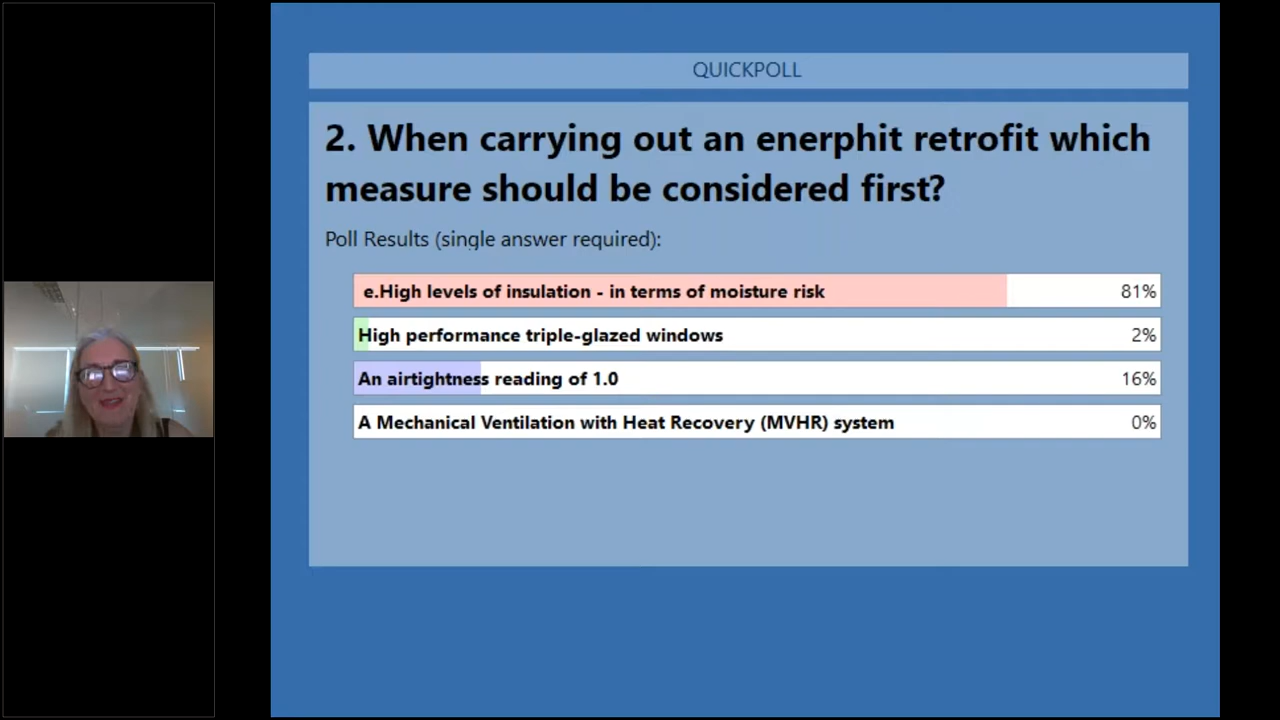 QUICKPOLL
2. When carrying out an enerphit retrofit which
measure should be considered first?
Poll Results (single answer required):
e.High levels of insulation - in terms of moisture risk 81%
High performance triple-glazed windows 2%
An airtightness reading of 1.0 16%
A Mechanical Ventilation with Heat Recovery (MVHR) system 0%